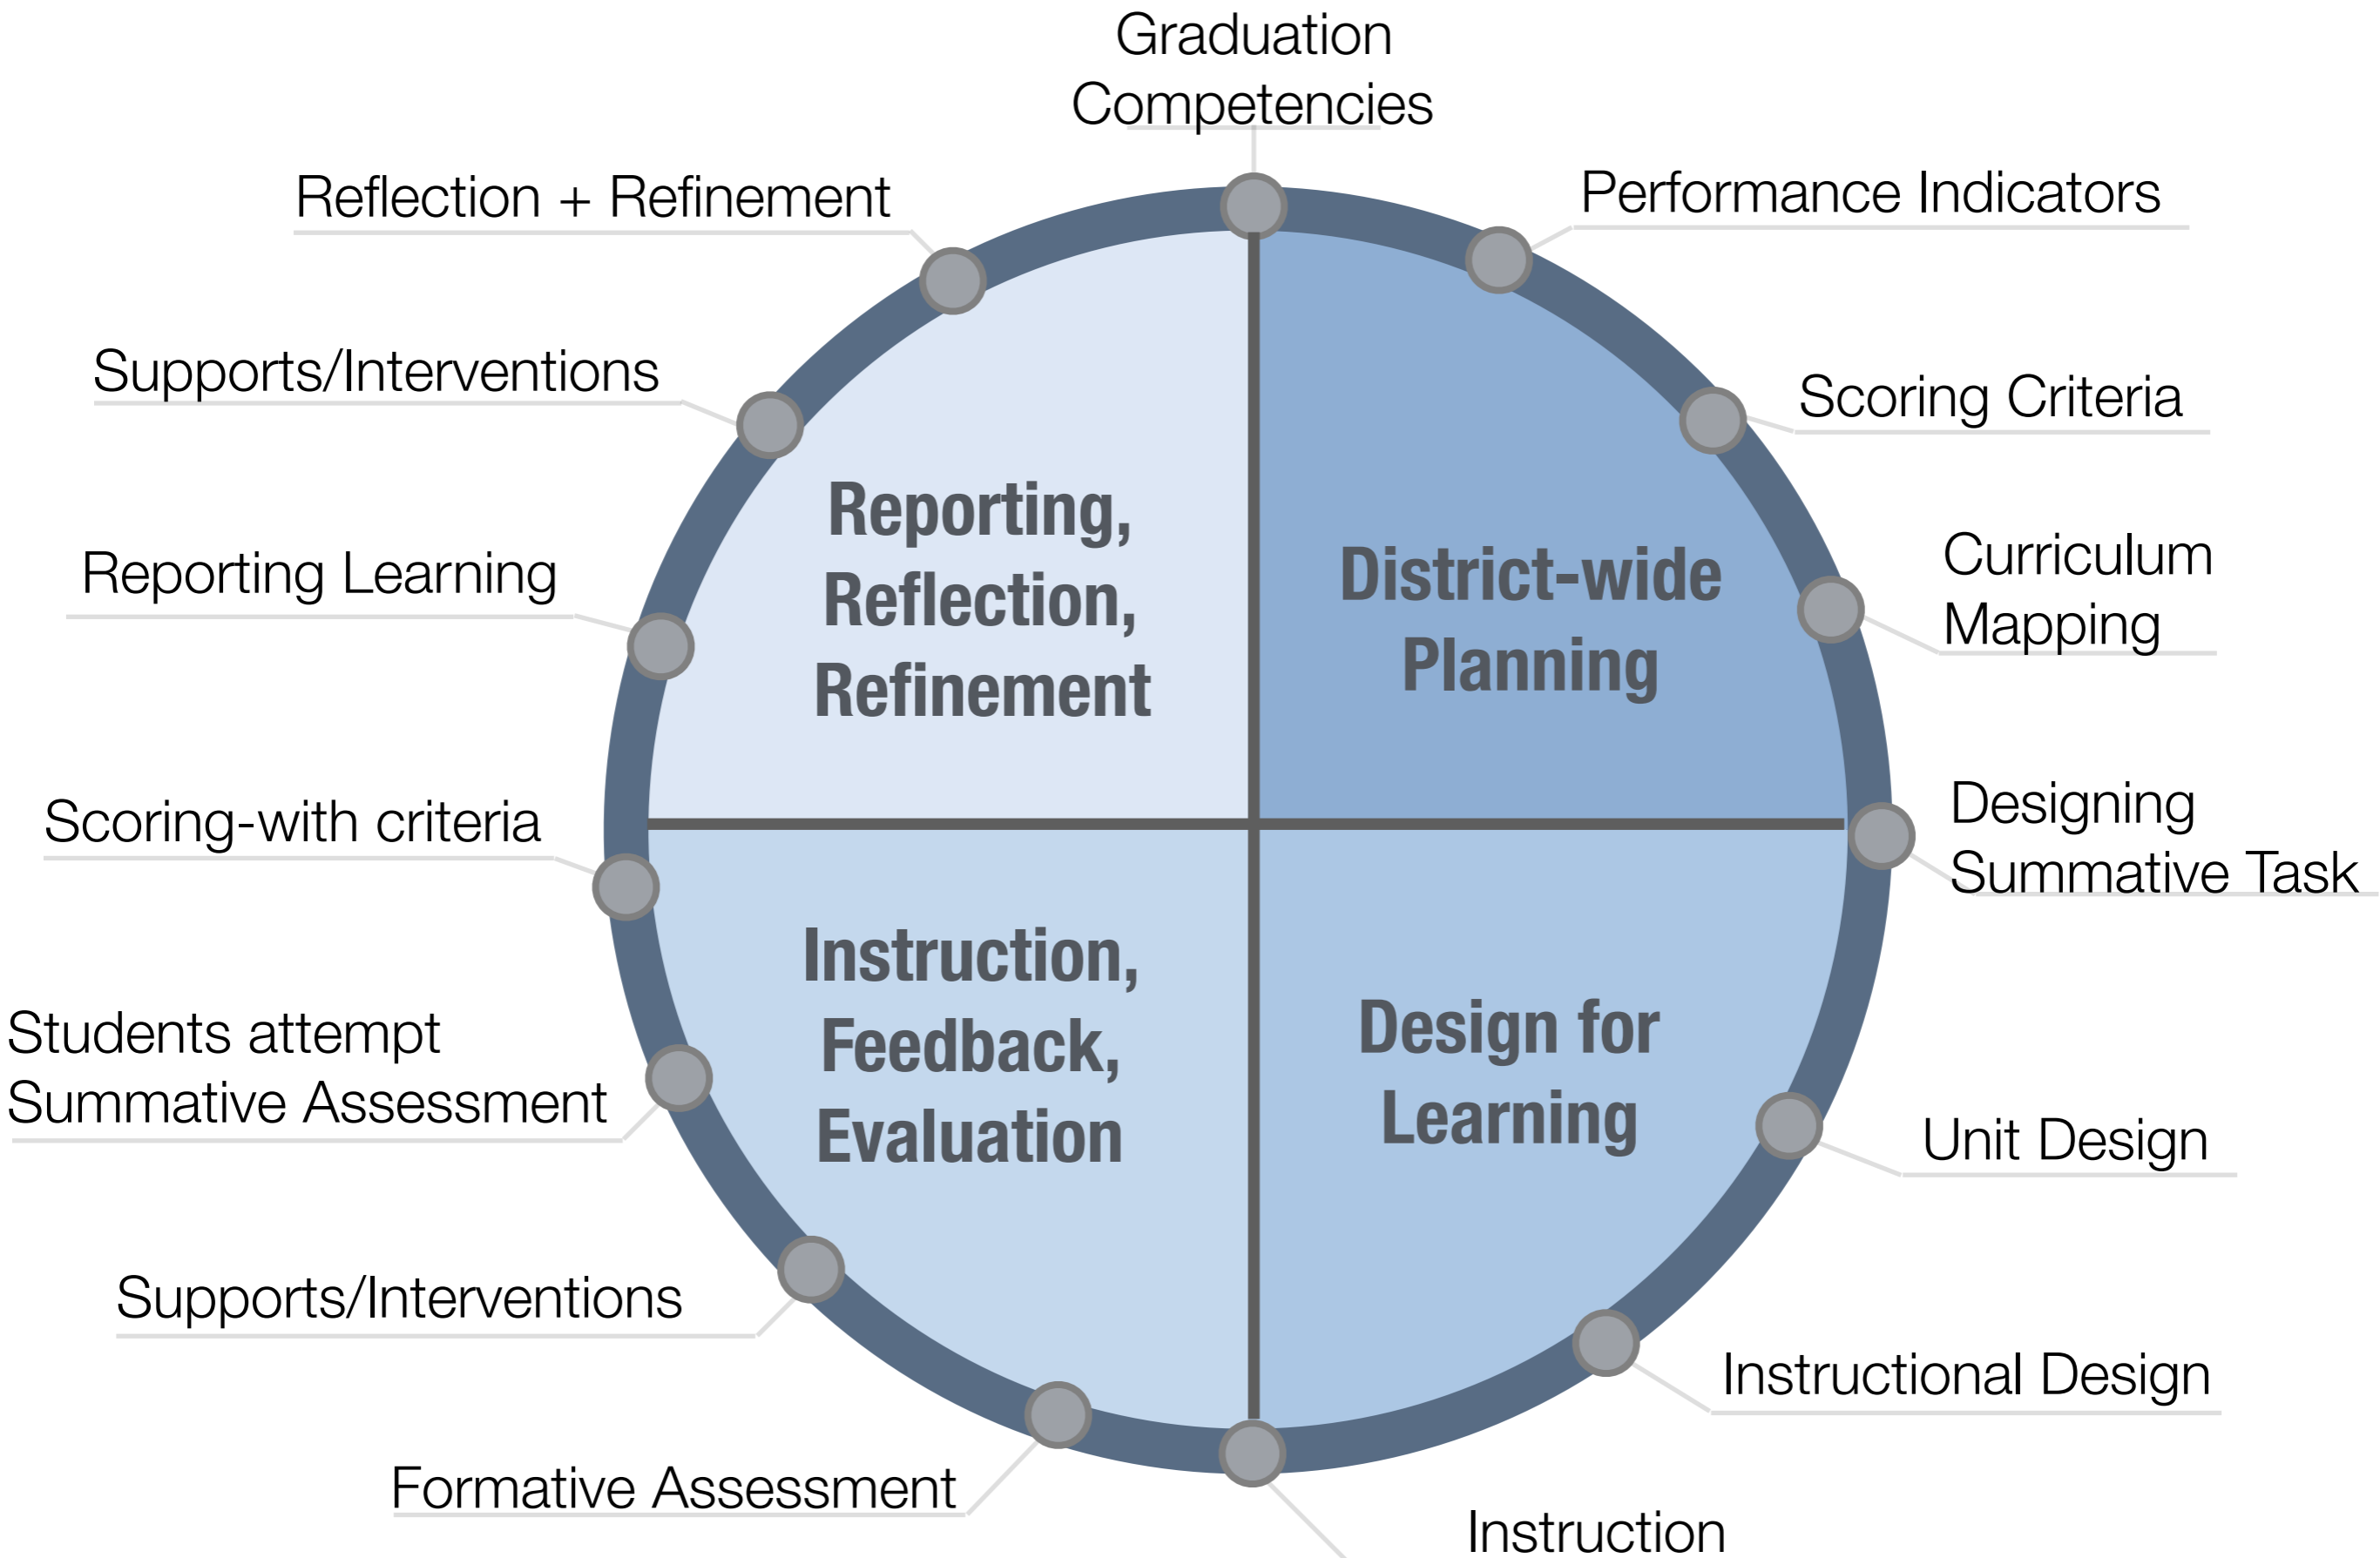 Graduation
Competencies
Performance Indicators
Scoring Criteria
Curriculum
Mapping
Designing
Summative Task
Unit Design
Instructional Design
Instruction
Formative Assessment
Supports/Interventions
Students attempt
Summative Assessment
Scoring-with criteria
Reporting Learning
Supports/Interventions
Reflection + Refinement
Reporting,
Reflection,
Refinement
District-wide
Planning
Instruction,
Feedback,
Evaluation
Design for
Learning